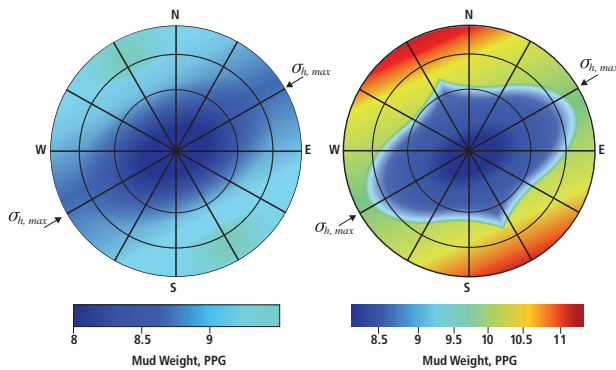 N
N
σh, max
σh, max
W
E
W
E
σh, max
σh, max
S
S
8
8.5
9
8.5
9
9.5
10
10.5
11
Mud Weight, PPG
Mud Weight, PPG